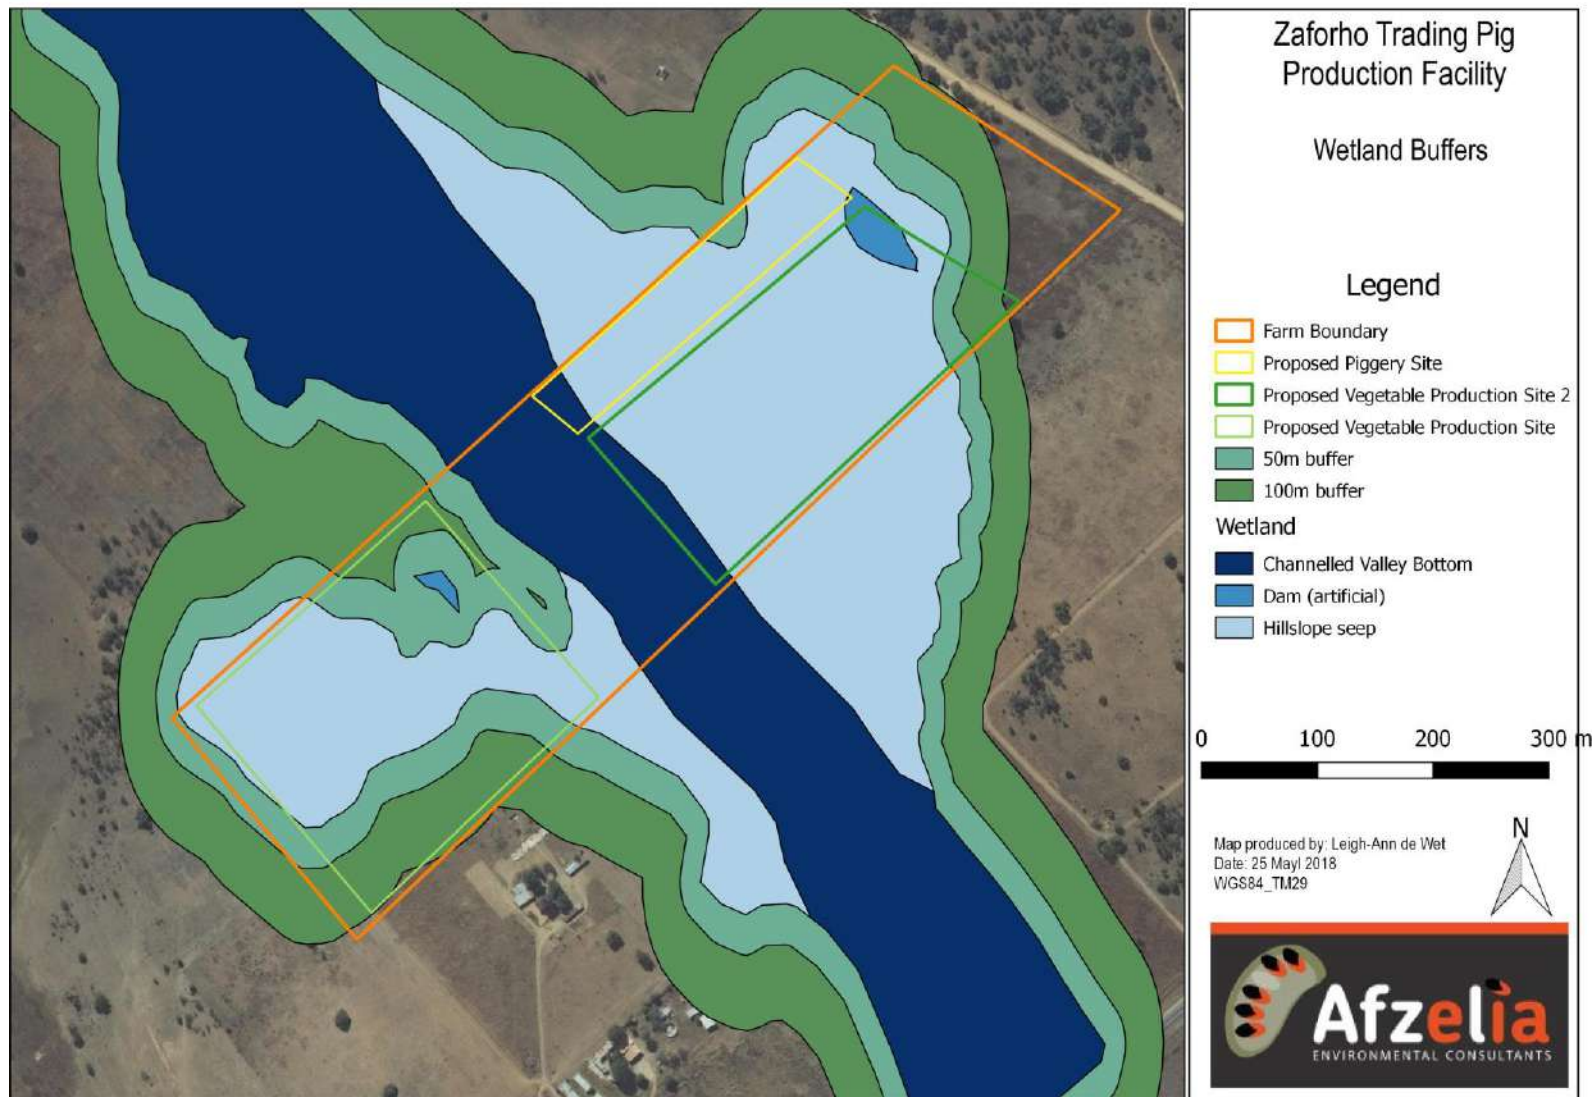 Zaforho Trading Pig
Production Facility
Wetland Buffers
Legend
Farm Boundary
Proposed Piggery Site
Proposed Vegetable Production Site 2
Proposed Vegetable Production Site
50m buffer
100m buffer
Wetland
Channelled Valley Bottom
Dam (artificial)
Hillslope seep
0 100 200 300 m
Map produced by: Leigh-Ann de Wet
Date: 25 Mayl 2018
WGS84_TM29
N
Afzelia
ENVIRONMENTAL CONSULTANTS